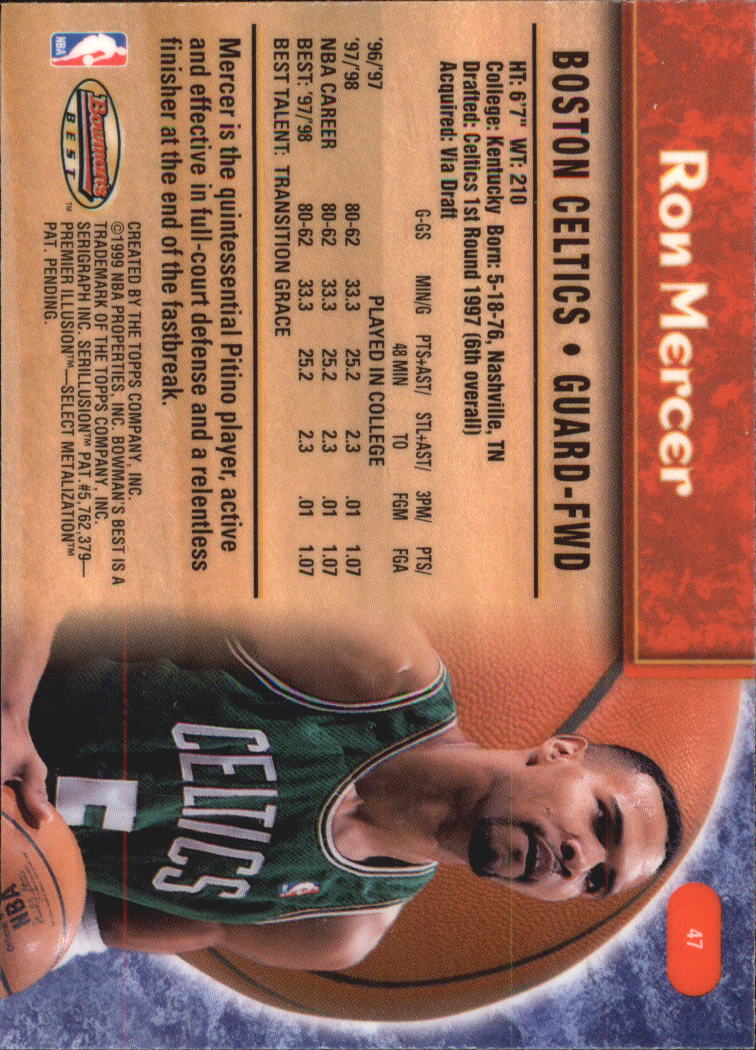 Ron Mercer
47
BOSTON CELTICS • GUARD-FWD
HT: 6'7" WT: 210
College: Kentucky Born: 5-18-76, Nashville, TN
Drafted: Celtics 1st Round 1997 (6th overall)
Acquired: Via Draft
G-GS MIN/G PTS+AST/ STL+AST/ 3PM/ PTS/
48 MIN TO FGM FGA
'96/'97 PLAYED IN COLLEGE
'97/'98 80-62 33.3 25.2 2.3 .01 1.07
NBA CAREER 80-62 33.3 25.2 2.3 .01 1.07
BEST: '97/'98 80-62 33.3 25.2 2.3 .01 1.07
BEST TALENT: TRANSITION GRACE
Mercer is the quintessential Pitino player, active
and effective in full-court defense and a relentless
finisher at the end of the fastbreak.
NBA
Bowman's
BEST™
CREATED BY THE TOPPS COMPANY, INC.
©1999 NBA PROPERTIES, INC. BOWMAN'S BEST IS A
TRADEMARK OF THE TOPPS COMPANY, INC.
SERIGRAPH INC. SERILLUSION™ PAT.#5,762,379—
PREMIER ILLUSION™—SELECT METALIZATION™
PAT. PENDING.
CELTICS
NBA